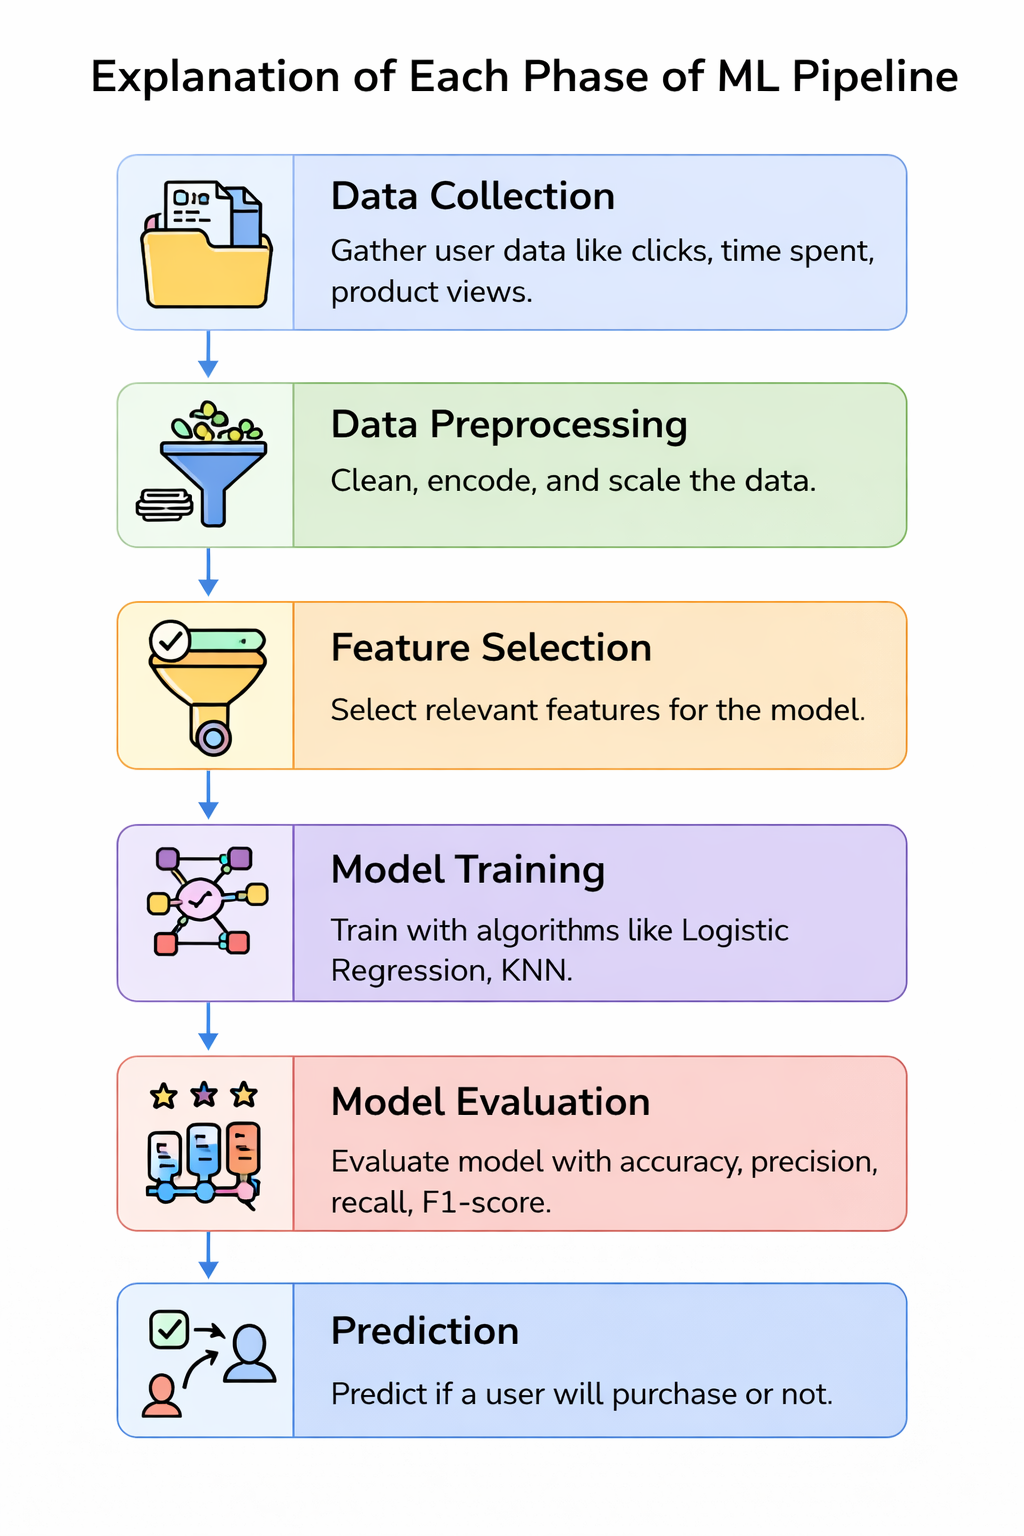 Explanation of Each Phase of ML Pipeline
Data Collection
Gather user data like clicks, time spent,
product views.
Data Preprocessing
Clean, encode, and scale the data.
Feature Selection
Select relevant features for the model.
Model Training
Train with algorithms like Logistic
Regression, KNN.
Model Evaluation
Evaluate model with accuracy, precision,
recall, F1-score.
Prediction
Predict if a user will purchase or not.